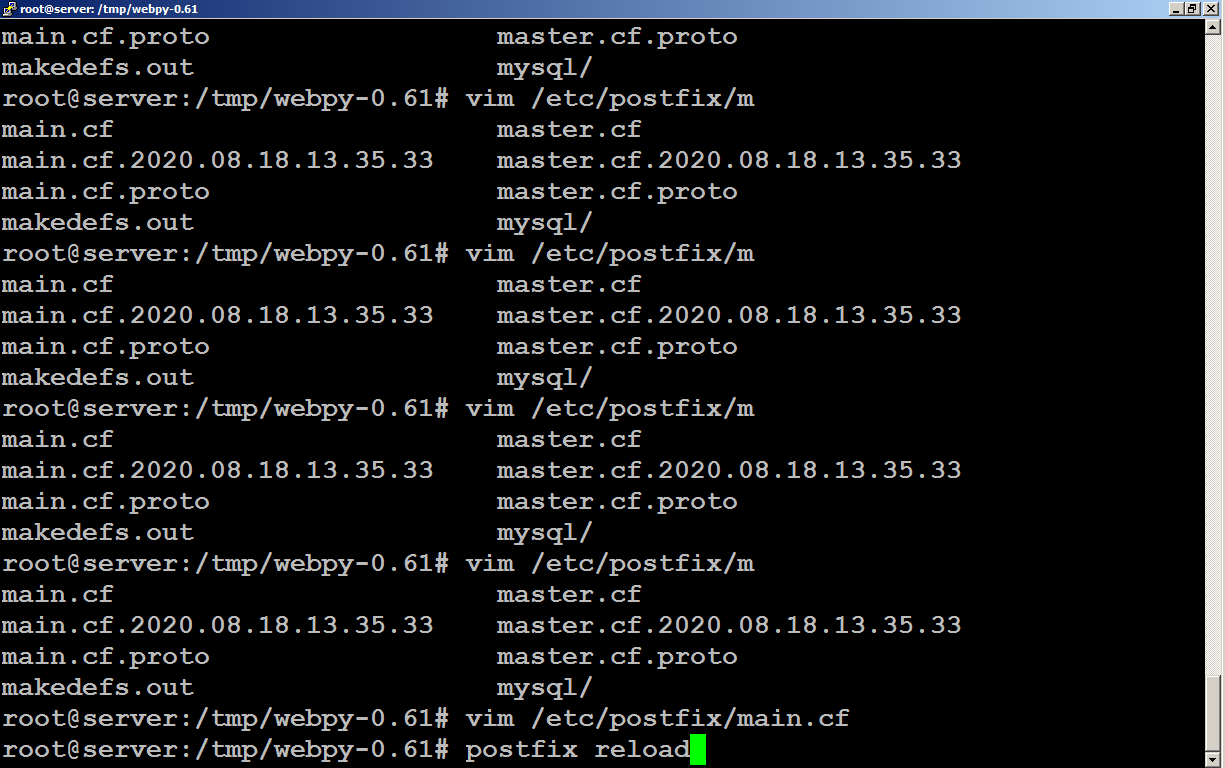 root@server: /tmp/webpy-0.61
main.cf.proto                  master.cf.proto
makedefs.out                   mysql/
root@server:/tmp/webpy-0.61# vim /etc/postfix/m
main.cf                        master.cf
main.cf.2020.08.18.13.35.33    master.cf.2020.08.18.13.35.33
main.cf.proto                  master.cf.proto
makedefs.out                   mysql/
root@server:/tmp/webpy-0.61# vim /etc/postfix/m
main.cf                        master.cf
main.cf.2020.08.18.13.35.33    master.cf.2020.08.18.13.35.33
main.cf.proto                  master.cf.proto
makedefs.out                   mysql/
root@server:/tmp/webpy-0.61# vim /etc/postfix/m
main.cf                        master.cf
main.cf.2020.08.18.13.35.33    master.cf.2020.08.18.13.35.33
main.cf.proto                  master.cf.proto
makedefs.out                   mysql/
root@server:/tmp/webpy-0.61# vim /etc/postfix/m
main.cf                        master.cf
main.cf.2020.08.18.13.35.33    master.cf.2020.08.18.13.35.33
main.cf.proto                  master.cf.proto
makedefs.out                   mysql/
root@server:/tmp/webpy-0.61# vim /etc/postfix/main.cf
root@server:/tmp/webpy-0.61# postfix reload